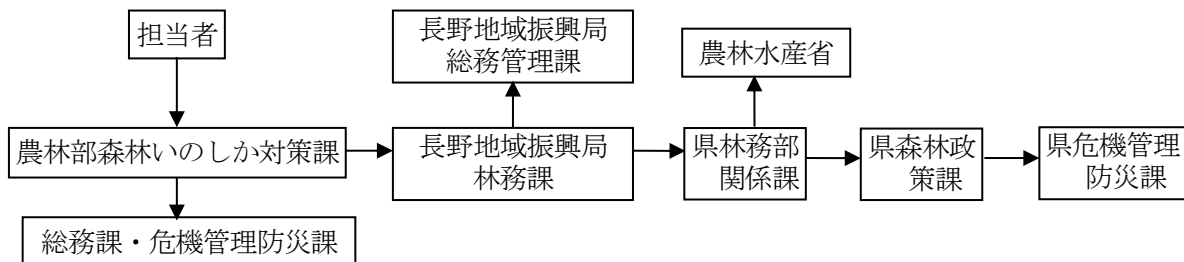 担当者
長野地域振興局
総務管理課
農林水産省
農林部森林いのしか対策課
長野地域振興局
林務課
県林務部
関係課
県森林政
策課
県危機管理
防災課
総務課・危機管理防災課